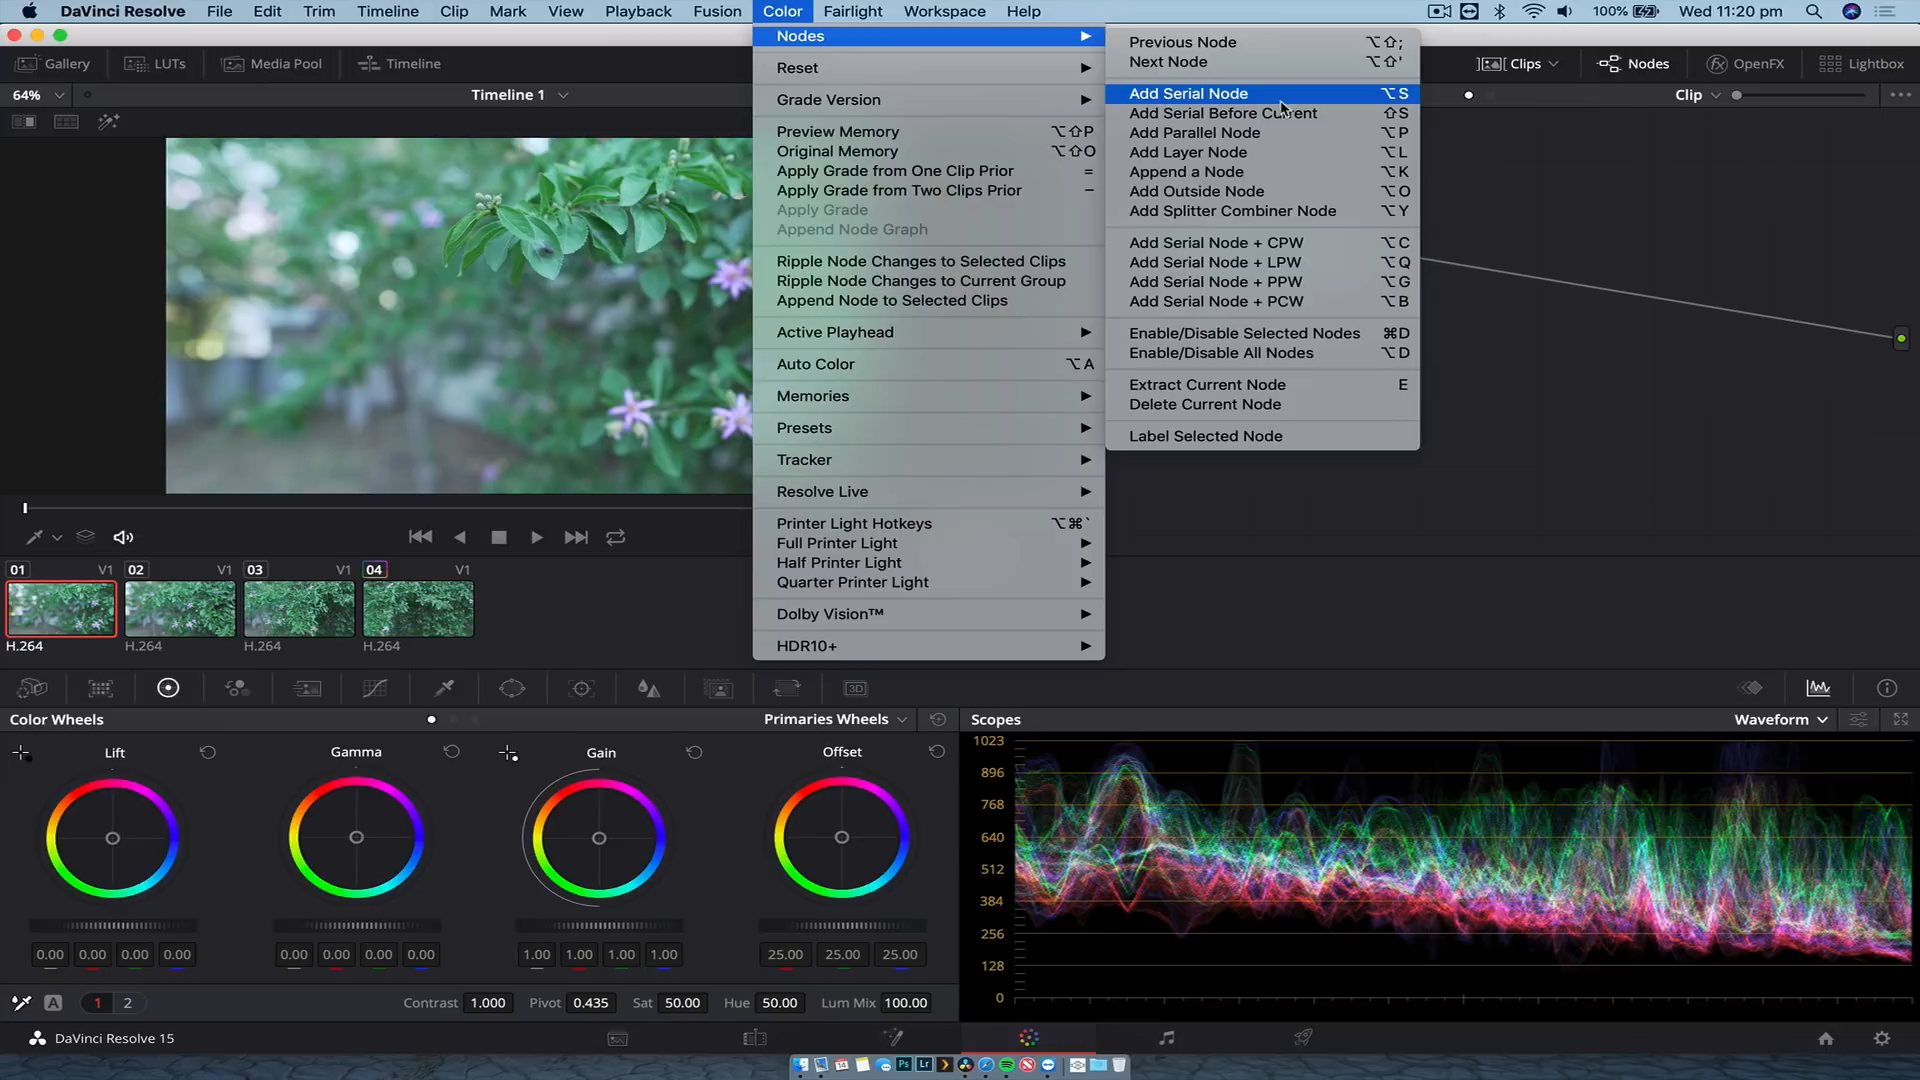 DaVinci Resolve File Edit Trim Timeline Clip Mark View Playback Fusion Color Fairlight Workspace Help 100% Wed 11:20 pm
Gallery LUTs Media Pool Timeline Clips Nodes OpenFX Lightbox
64% Timeline 1 Clip
Nodes
Reset
Grade Version
Preview Memory ⌥⇧P
Original Memory ⌥⇧O
Apply Grade from One Clip Prior =
Apply Grade from Two Clips Prior –
Apply Grade
Append Node Graph
Ripple Node Changes to Selected Clips
Ripple Node Changes to Current Group
Append Node to Selected Clips
Active Playhead
Auto Color ⌥A
Memories
Presets
Tracker
Resolve Live
Printer Light Hotkeys ⌥⌘`
Full Printer Light
Half Printer Light
Quarter Printer Light
Dolby Vision™
HDR10+
Previous Node ⌥⇧;
Next Node ⌥⇧'
Add Serial Node ⌥S
Add Serial Before Current ⇧S
Add Parallel Node ⌥P
Add Layer Node ⌥L
Append a Node ⌥K
Add Outside Node ⌥O
Add Splitter Combiner Node ⌥Y
Add Serial Node + CPW ⌥C
Add Serial Node + LPW ⌥Q
Add Serial Node + PPW ⌥G
Add Serial Node + PCW ⌥B
Enable/Disable Selected Nodes ⌘D
Enable/Disable All Nodes ⌥D
Extract Current Node E
Delete Current Node
Label Selected Node
01 V1 02 V1 03 V1 04 V1
H.264 H.264 H.264 H.264
3D
Color Wheels Primaries Wheels
Lift Gamma Gain Offset
0.00 0.00 0.00 0.00 0.00 0.00 0.00 0.00 1.00 1.00 1.00 1.00 25.00 25.00 25.00
A 1 2 Contrast 1.000 Pivot 0.435 Sat 50.00 Hue 50.00 Lum Mix 100.00
Scopes Waveform
1023
896
768
640
512
384
256
128
0
DaVinci Resolve 15
Ps Lr